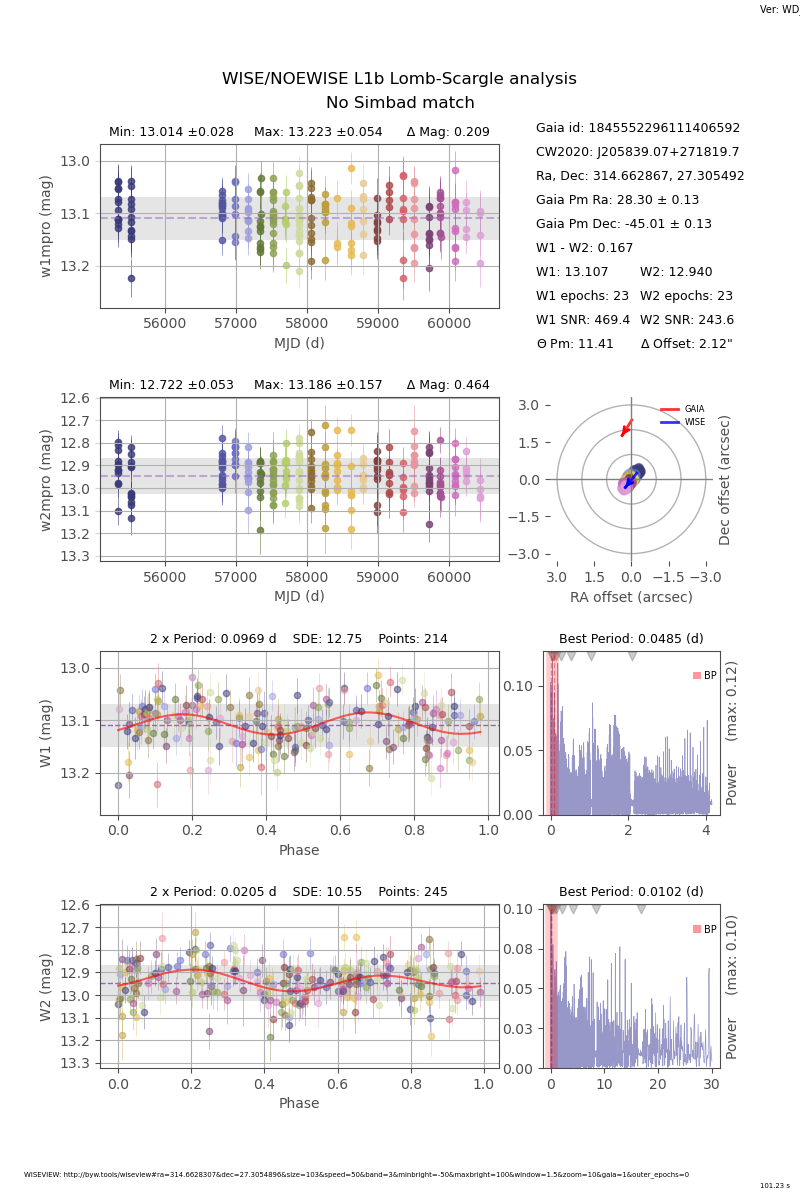 Ver: WD_
WISE/NOEWISE L1b Lomb-Scargle analysis
No Simbad match
Min: 13.014 ±0.028 Max: 13.223 ±0.054 Δ Mag: 0.209
13.0
13.1
13.2
w1mpro (mag)
56000 57000 58000 59000 60000
MJD (d)
Gaia id: 1845552296111406592
CW2020: J205839.07+271819.7
Ra, Dec: 314.662867, 27.305492
Gaia Pm Ra: 28.30 ± 0.13
Gaia Pm Dec: -45.01 ± 0.13
W1 - W2: 0.167
W1: 13.107 W2: 12.940
W1 epochs: 23 W2 epochs: 23
W1 SNR: 469.4 W2 SNR: 243.6
Θ Pm: 11.41 Δ Offset: 2.12"
Min: 12.722 ±0.053 Max: 13.186 ±0.157 Δ Mag: 0.464
12.6
12.7
12.8
12.9
13.0
13.1
13.2
13.3
w2mpro (mag)
56000 57000 58000 59000 60000
MJD (d)
GAIA
WISE
3.0
1.5
0.0
−1.5
−3.0
Dec offset (arcsec)
3.0 1.5 0.0 −1.5 −3.0
RA offset (arcsec)
2 x Period: 0.0969 d SDE: 12.75 Points: 214
13.0
13.1
13.2
W1 (mag)
0.0 0.2 0.4 0.6 0.8 1.0
Phase
Best Period: 0.0485 (d)
BP
0.10
0.05
0.00
Power (max: 0.12)
0 2 4
2 x Period: 0.0205 d SDE: 10.55 Points: 245
12.6
12.7
12.8
12.9
13.0
13.1
13.2
13.3
W2 (mag)
0.0 0.2 0.4 0.6 0.8 1.0
Phase
Best Period: 0.0102 (d)
BP
0.10
0.08
0.05
0.03
0.00
Power (max: 0.10)
0 10 20 30
WISEVIEW: http://byw.tools/wiseview#ra=314.6628307&dec=27.3054896&size=103&speed=50&band=3&minbright=-50&maxbright=100&window=1.5&zoom=10&gaia=1&outer_epochs=0
101.23 s